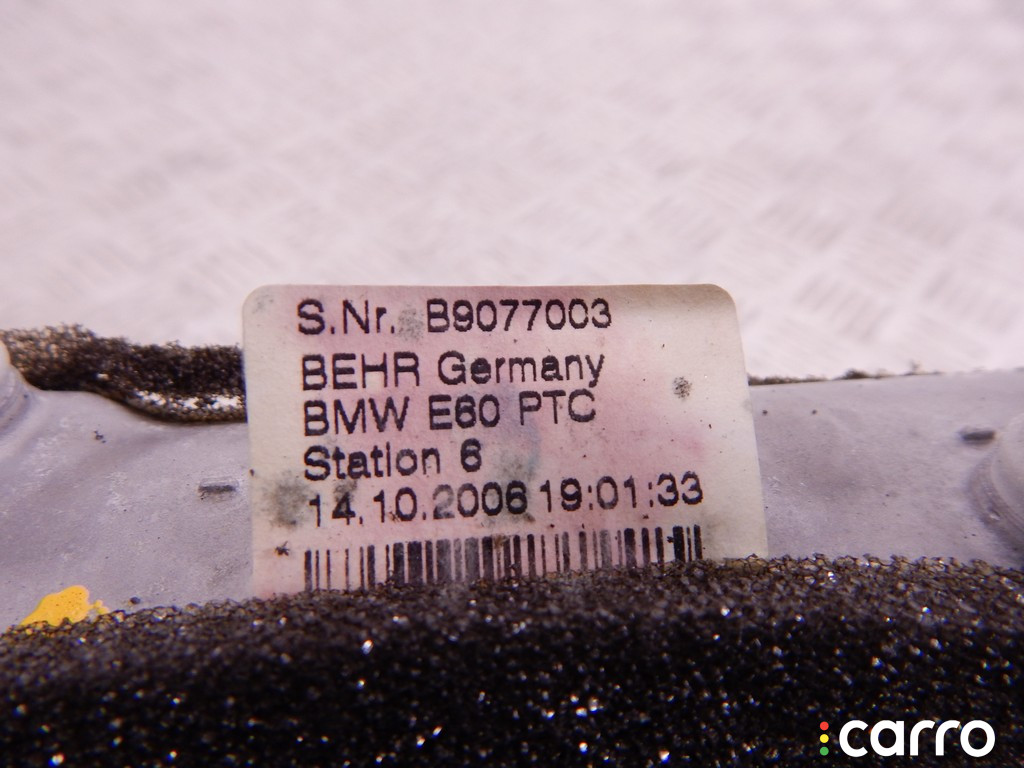 S.Nr. B9077003
BEHR Germany
BMW E60 PTC
Station 6
14.10.2006 19:01:33
carro